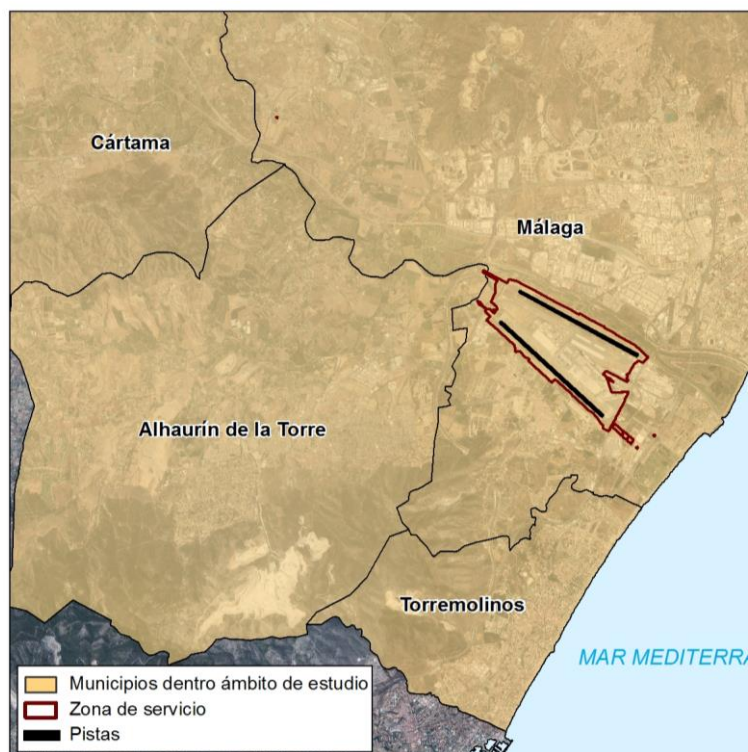 Cártama
Málaga
Alhaurín de la Torre
Torremolinos
MAR MEDITERRA
Municipios dentro ámbito de estudio
Zona de servicio
Pistas